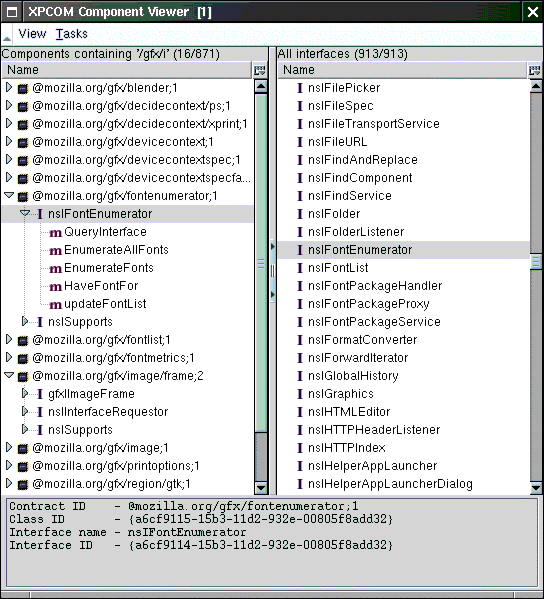 XPCOM Component Viewer [1]
View Tasks
Components containing '/gfx/i' (16/871)
Name
@mozilla.org/gfx/blender;1
@mozilla.org/gfx/decidecontext/ps;1
@mozilla.org/gfx/decidecontext/xprint;1
@mozilla.org/gfx/devicecontext;1
@mozilla.org/gfx/devicecontextspec;1
@mozilla.org/gfx/devicecontextspecfa...
@mozilla.org/gfx/fontenumerator;1
I nsIFontEnumerator
m QueryInterface
m EnumerateAllFonts
m EnumerateFonts
m HaveFontFor
m updateFontList
I nsISupports
@mozilla.org/gfx/fontlist;1
@mozilla.org/gfx/fontmetrics;1
@mozilla.org/gfx/image/frame;2
I gfxIImageFrame
I nsIInterfaceRequestor
I nsISupports
@mozilla.org/gfx/image;1
@mozilla.org/gfx/printoptions;1
@mozilla.org/gfx/region/gtk;1
All interfaces (913/913)
Name
I nsIFilePicker
I nsIFileSpec
I nsIFileTransportService
I nsIFileURL
I nsIFindAndReplace
I nsIFindComponent
I nsIFindService
I nsIFolder
I nsIFolderListener
I nsIFontEnumerator
I nsIFontList
I nsIFontPackageHandler
I nsIFontPackageProxy
I nsIFontPackageService
I nsIFormatConverter
I nsIForwardIterator
I nsIGlobalHistory
I nsIGraphics
I nsIHTMLEditor
I nsIHTTPHeaderListener
I nsIHTTPIndex
I nsIHelperAppLauncher
I nsIHelperAppLauncherDialog
Contract ID - @mozilla.org/gfx/fontenumerator;1
Class ID - {a6cf9115-15b3-11d2-932e-00805f8add32}
Interface name - nsIFontEnumerator
Interface ID - {a6cf9114-15b3-11d2-932e-00805f8add32}